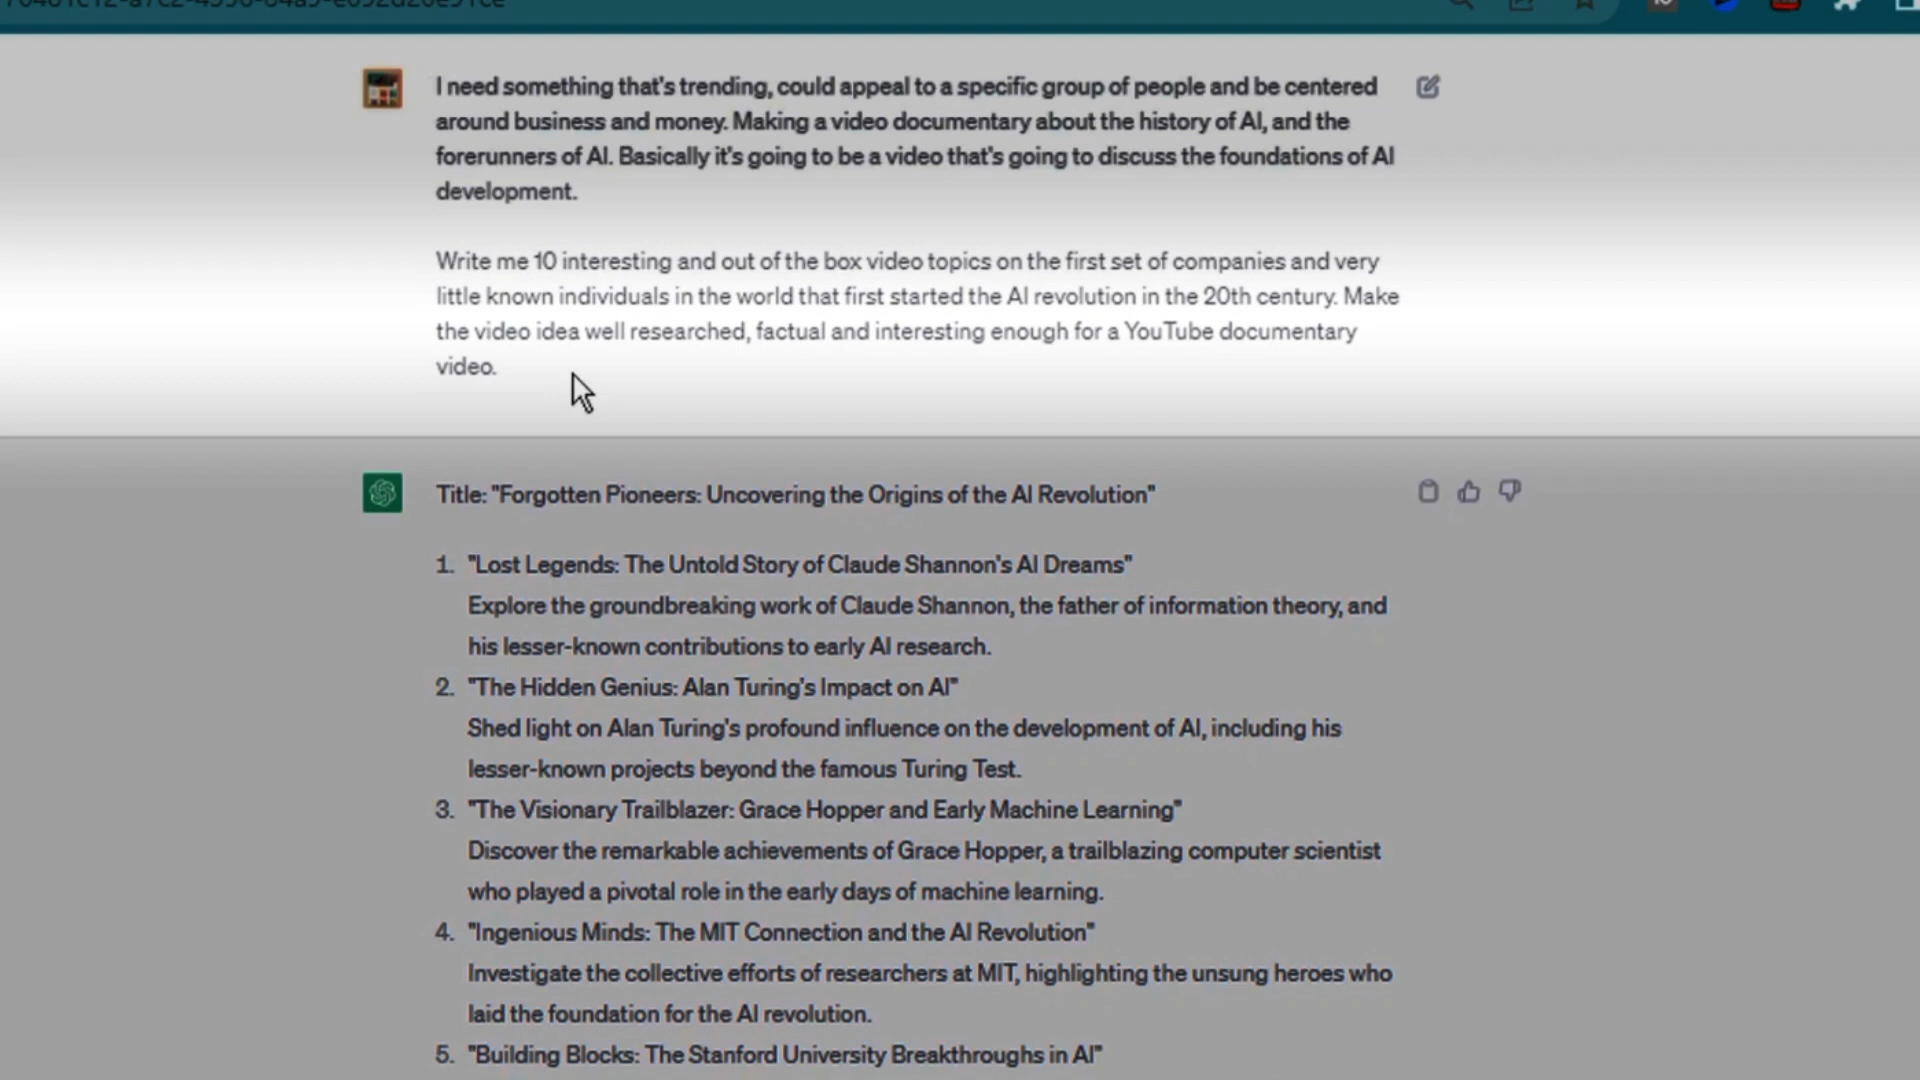 I need something that's trending, could appeal to a specific group of people and be centered
around business and money. Making a video documentary about the history of AI, and the
forerunners of AI. Basically it's going to be a video that's going to discuss the foundations of AI
development.
Write me 10 interesting and out of the box video topics on the first set of companies and very
little known individuals in the world that first started the AI revolution in the 20th century. Make
the video idea well researched, factual and interesting enough for a YouTube documentary
video.
Title: "Forgotten Pioneers: Uncovering the Origins of the AI Revolution"
1. "Lost Legends: The Untold Story of Claude Shannon's AI Dreams"
Explore the groundbreaking work of Claude Shannon, the father of information theory, and
his lesser-known contributions to early AI research.
2. "The Hidden Genius: Alan Turing's Impact on AI"
Shed light on Alan Turing's profound influence on the development of AI, including his
lesser-known projects beyond the famous Turing Test.
3. "The Visionary Trailblazer: Grace Hopper and Early Machine Learning"
Discover the remarkable achievements of Grace Hopper, a trailblazing computer scientist
who played a pivotal role in the early days of machine learning.
4. "Ingenious Minds: The MIT Connection and the AI Revolution"
Investigate the collective efforts of researchers at MIT, highlighting the unsung heroes who
laid the foundation for the AI revolution.
5. "Building Blocks: The Stanford University Breakthroughs in AI"